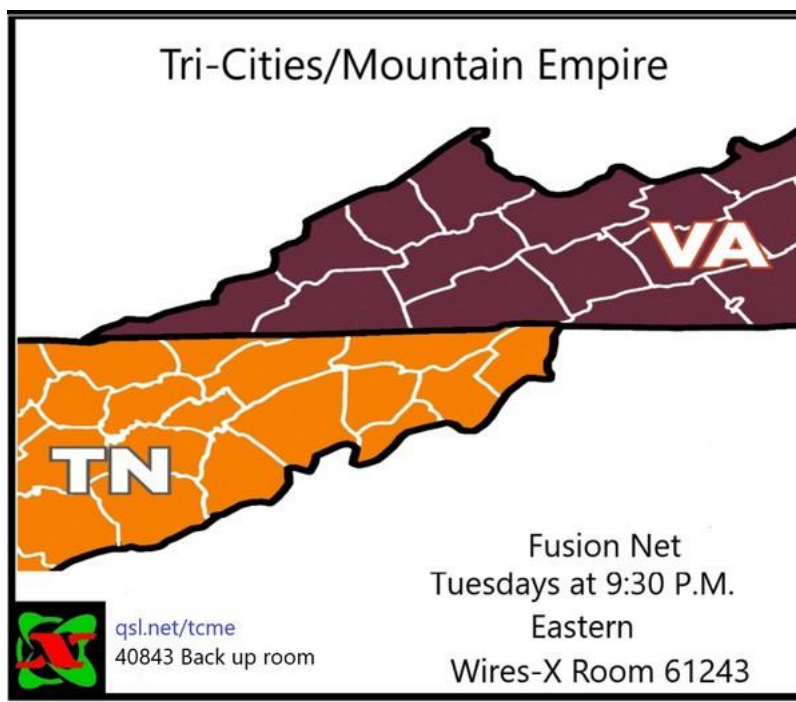 Tri-Cities/Mountain Empire
VA
TN
Fusion Net
Tuesdays at 9:30 P.M.
Eastern
Wires-X Room 61243
qsl.net/tcme
40843 Back up room
X